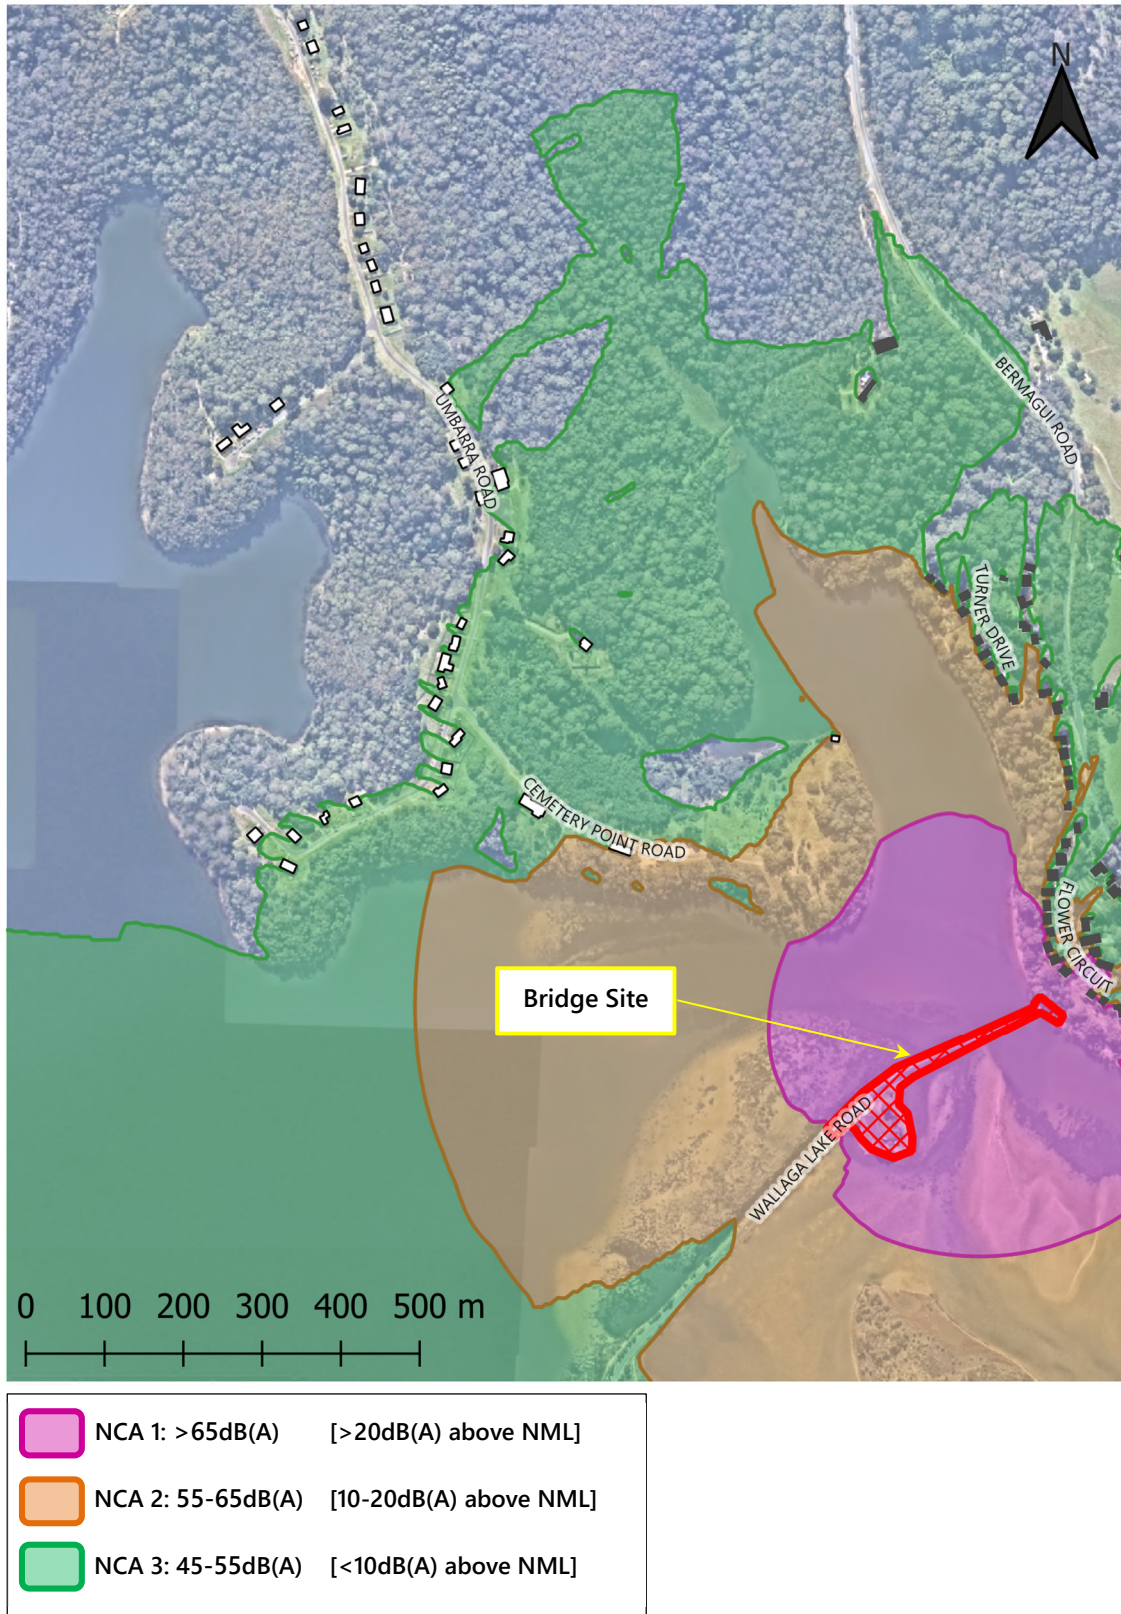 N
BERMAGUI ROAD
UMBARRA ROAD
TURNER DRIVE
CEMETERY POINT ROAD
FLOWER CIRCUIT
Bridge Site
WALLAGA LAKE ROAD
0 100 200 300 400 500 m
NCA 1: >65dB(A) [>20dB(A) above NML]
NCA 2: 55-65dB(A) [10-20dB(A) above NML]
NCA 3: 45-55dB(A) [<10dB(A) above NML]